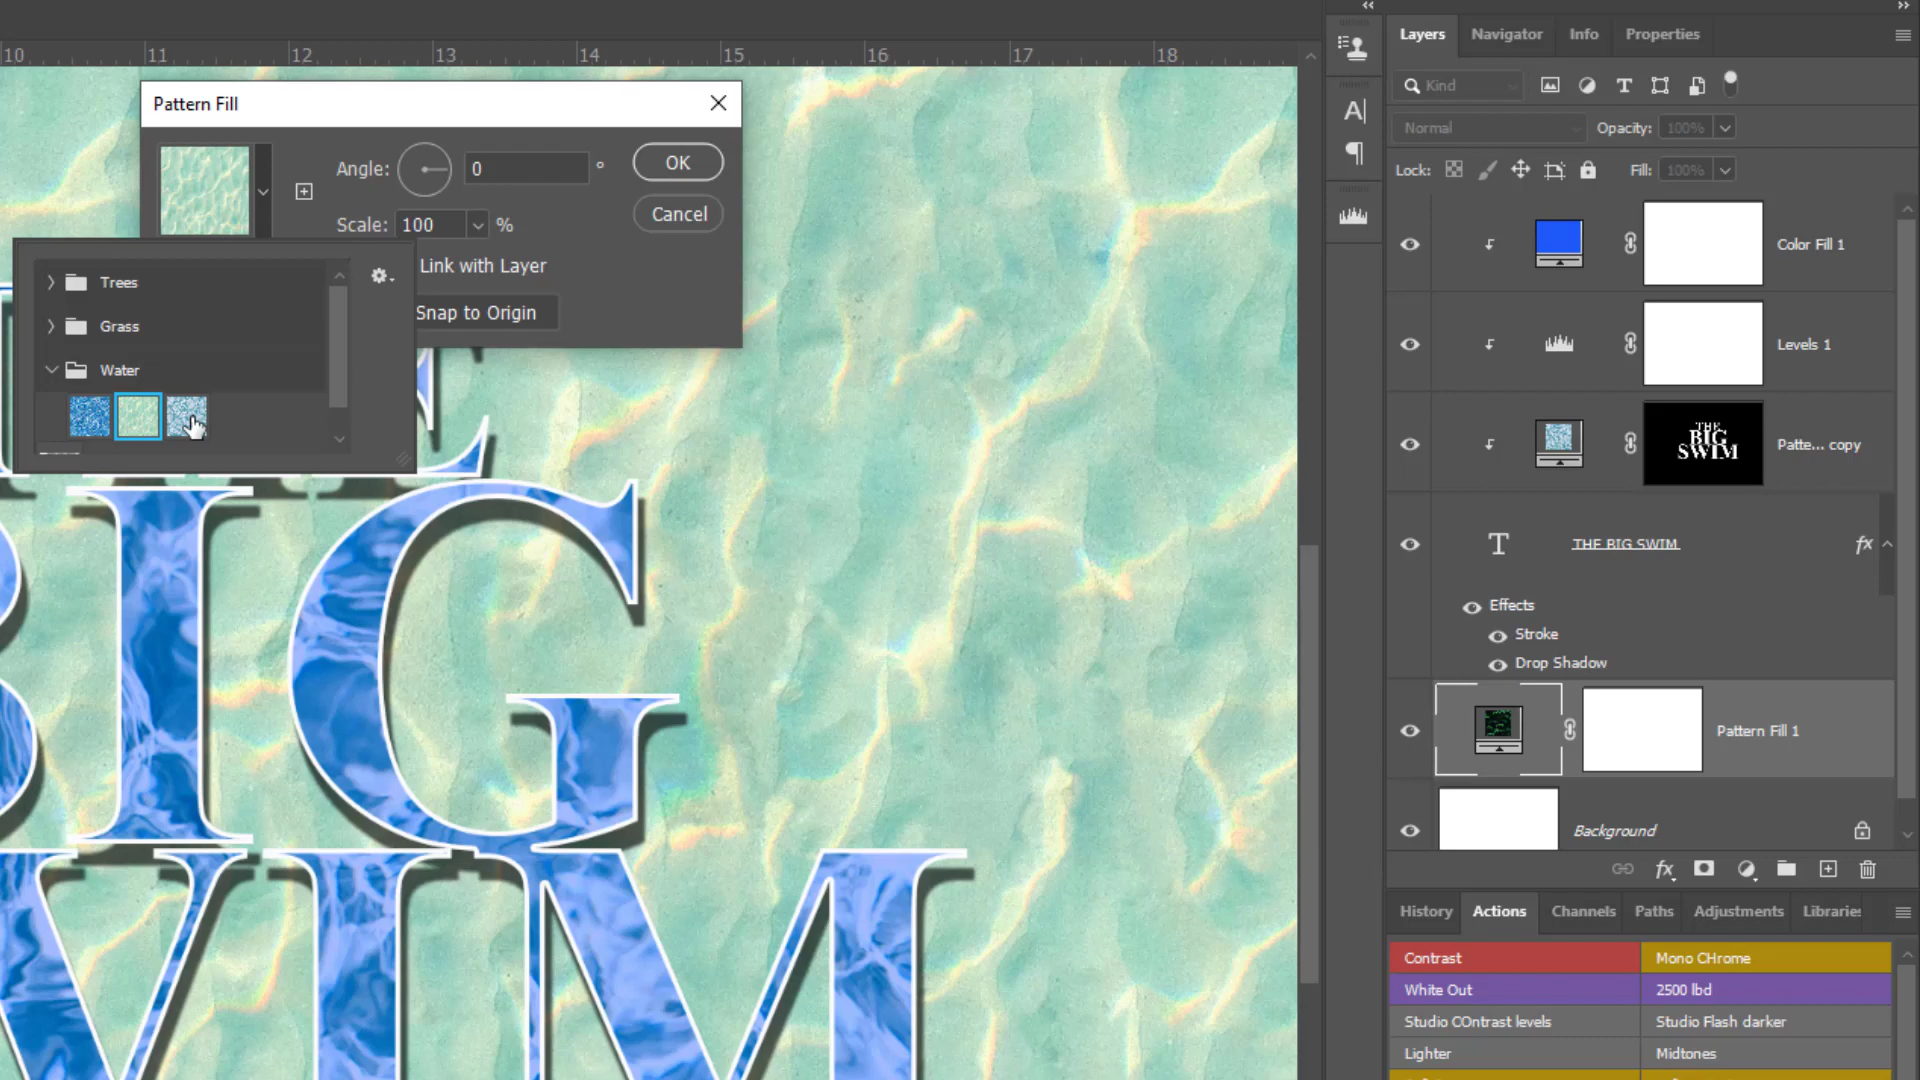 10 11 12 13 14 15 16 17 18
Pattern Fill
Angle: 0 °
OK
Scale: 100 %
Cancel
Link with Layer
Snap to Origin
Trees
Grass
Water
BIG
Layers Navigator Info Properties
Kind
Normal Opacity: 100%
Lock: Fill: 100%
Color Fill 1
Levels 1
THE
BIG
SWIM
Patte... copy
T THE BIG SWIM fx
Effects
Stroke
Drop Shadow
Pattern Fill 1
Background
fx
History Actions Channels Paths Adjustments Libraries
Contrast Mono CHrome
White Out 2500 lbd
Studio COntrast levels Studio Flash darker
Lighter Midtones